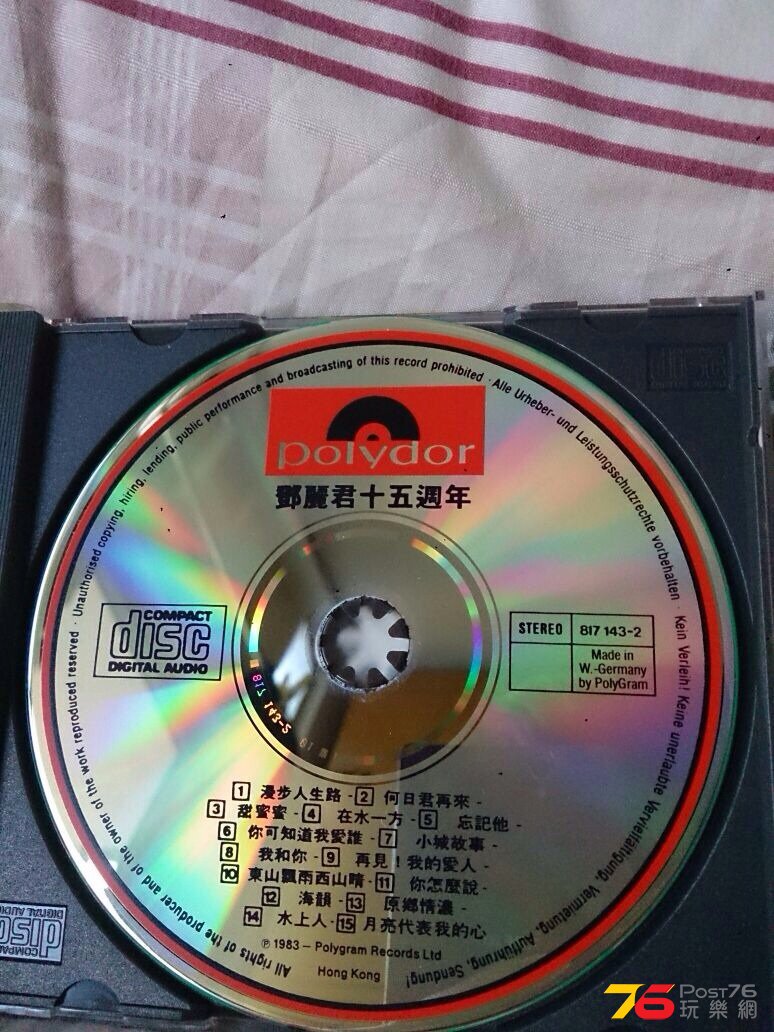 Unauthorised copying, hiring, lending, public performance and broadcasting of this record prohibited · Alle Urheber- und Leistungsschutzrechte vorbehalten · Kein Verleih! Keine unerlaubte Vervielfältigung, Vermietung, Aufführung, Sendung!
polydor
鄧麗君十五週年
COMPACT
disc
DIGITAL AUDIO
STEREO 817 143-2
Made in
W.-Germany
by PolyGram
817 143-2
1 漫步人生路 - 2 何日君再來 -
3 甜蜜蜜 - 4 在水一方 - 5 忘記他 -
6 你可知道我愛誰 - 7 小城故事 -
8 我和你 - 9 再見!我的愛人 -
10 東山飄雨西山晴 - 11 你怎麼說 -
12 海韻 - 13 原鄉情濃 -
14 水上人 - 15 月亮代表我的心
℗ 1983 – Polygram Records Ltd
Hong Kong
All rights of the producer and of the owner of the work reproduced reserved ·
COMPACT
disc
DIGITAL AUDIO
76 Post76
玩樂網